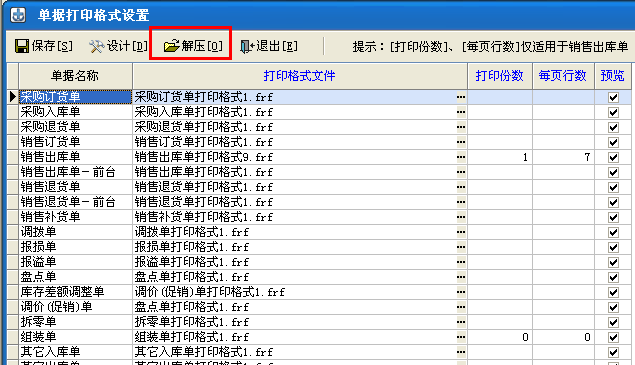 单据打印格式设置
保存[S] 设计[D] 解压[O] 退出[E] 提示：[打印份数]、[每页行数]仅适用于销售出库单
单据名称 打印格式文件 打印份数 每页行数 预览
采购订货单 采购订货单打印格式1.frf ...
采购入库单 采购入库单打印格式1.frf ...
采购退货单 采购退货单打印格式1.frf ...
销售订货单 销售订货单打印格式1.frf ...
销售出库单 销售出库单打印格式9.frf ... 1 7
销售出库单－前台 销售出库单打印格式1.frf ...
销售退货单 销售退货单打印格式1.frf ...
销售退货单－前台 销售退货单打印格式1.frf ...
销售补货单 销售补货单打印格式1.frf ...
调拨单 调拨单打印格式1.frf ...
报损单 报损单打印格式1.frf ...
报溢单 报溢单打印格式1.frf ...
盘点单 盘点单打印格式1.frf ...
库存差额调整单 调价(促销)单打印格式1.frf ...
调价(促销)单 盘点单打印格式1.frf ...
拆零单 拆零单打印格式1.frf ...
组装单 组装单打印格式1.frf ... 0 0
其它入库单 其它入库单打印格式1.frf ...